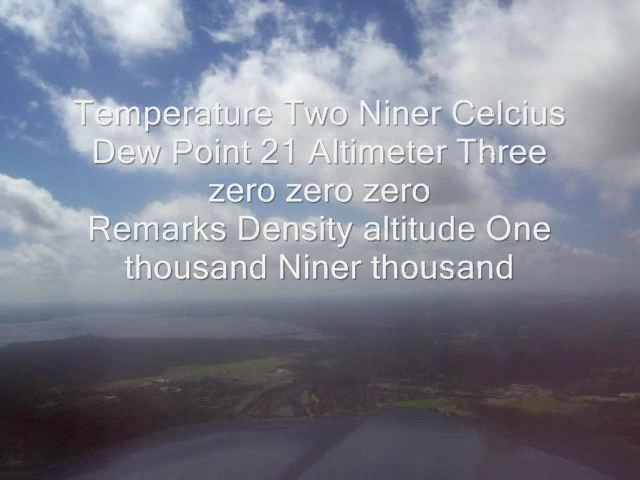 Temperature Two Niner Celcius
Dew Point 21 Altimeter Three
zero zero zero
Remarks Density altitude One
thousand Niner thousand